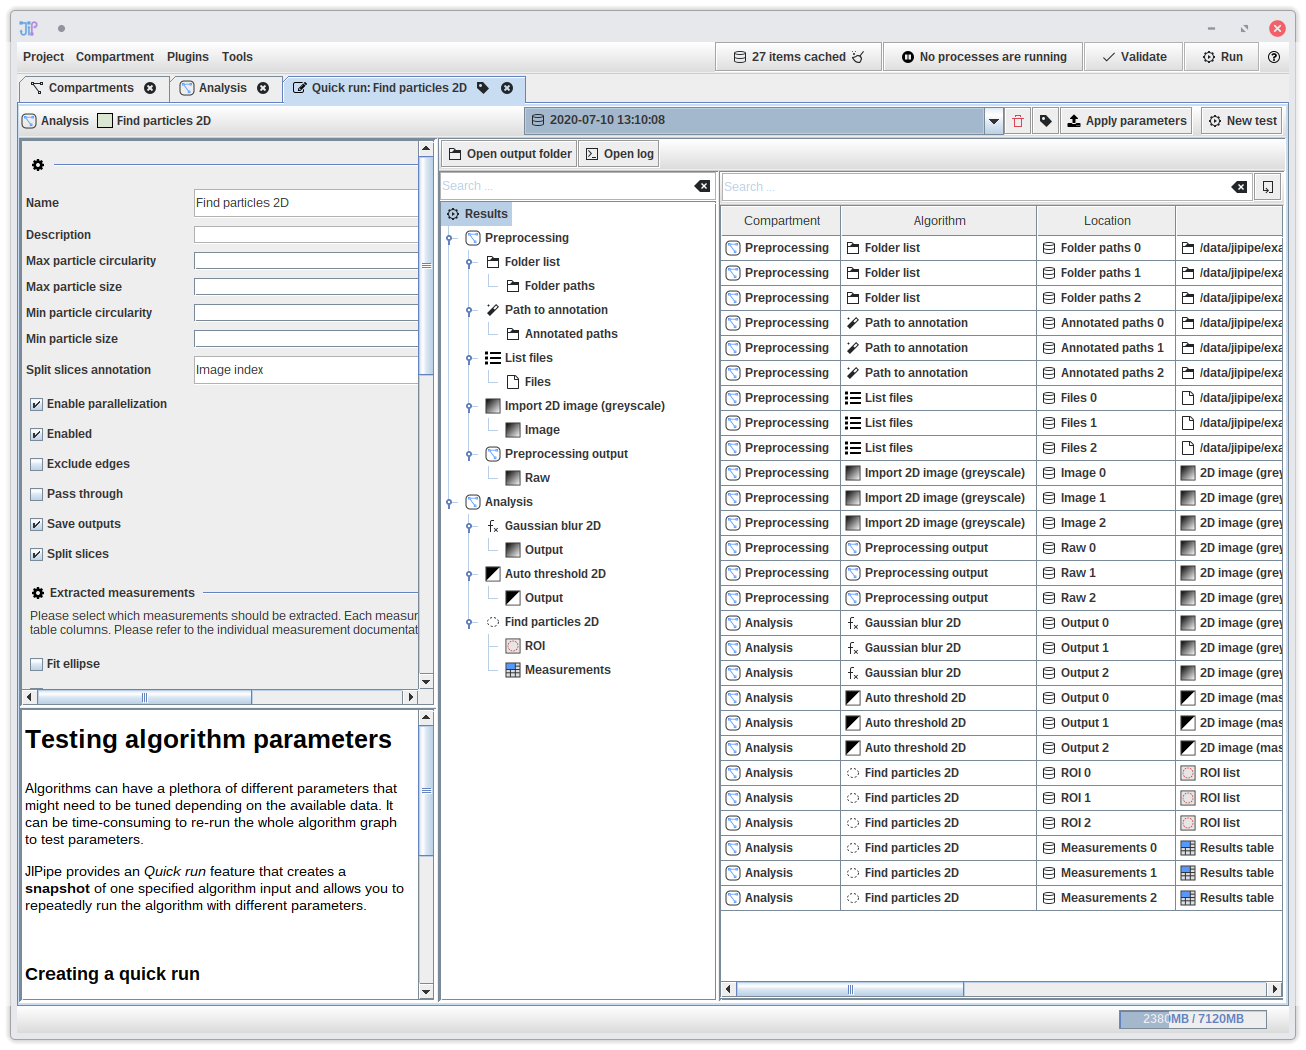 JIP
Project Compartment Plugins Tools 27 items cached No processes are running Validate Run
Compartments Analysis Quick run: Find particles 2D
Analysis Find particles 2D 2020-07-10 13:10:08 Apply parameters New test
Open output folder Open log
Name Find particles 2D
Description
Max particle circularity
Max particle size
Min particle circularity
Min particle size
Split slices annotation Image index
Enable parallelization
Enabled
Exclude edges
Pass through
Save outputs
Split slices
Extracted measurements
Please select which measurements should be extracted. Each measur
table columns. Please refer to the individual measurement documentat
Fit ellipse
Testing algorithm parameters
Algorithms can have a plethora of different parameters that
might need to be tuned depending on the available data. It
can be time-consuming to re-run the whole algorithm graph
to test parameters.
JIPipe provides an Quick run feature that creates a
snapshot of one specified algorithm input and allows you to
repeatedly run the algorithm with different parameters.
Creating a quick run
Search ...
Results
Preprocessing
Folder list
Folder paths
Path to annotation
Annotated paths
List files
Files
Import 2D image (greyscale)
Image
Preprocessing output
Raw
Analysis
Gaussian blur 2D
Output
Auto threshold 2D
Output
Find particles 2D
ROI
Measurements
Search ...
Compartment Algorithm Location
Preprocessing Folder list Folder paths 0 /data/jipipe/exa
Preprocessing Folder list Folder paths 1 /data/jipipe/exa
Preprocessing Folder list Folder paths 2 /data/jipipe/exa
Preprocessing Path to annotation Annotated paths 0 /data/jipipe/exa
Preprocessing Path to annotation Annotated paths 1 /data/jipipe/exa
Preprocessing Path to annotation Annotated paths 2 /data/jipipe/exa
Preprocessing List files Files 0 /data/jipipe/exa
Preprocessing List files Files 1 /data/jipipe/exa
Preprocessing List files Files 2 /data/jipipe/exa
Preprocessing Import 2D image (greyscale) Image 0 2D image (grey
Preprocessing Import 2D image (greyscale) Image 1 2D image (grey
Preprocessing Import 2D image (greyscale) Image 2 2D image (grey
Preprocessing Preprocessing output Raw 0 2D image (grey
Preprocessing Preprocessing output Raw 1 2D image (grey
Preprocessing Preprocessing output Raw 2 2D image (grey
Analysis Gaussian blur 2D Output 0 2D image (grey
Analysis Gaussian blur 2D Output 1 2D image (grey
Analysis Gaussian blur 2D Output 2 2D image (grey
Analysis Auto threshold 2D Output 0 2D image (mas
Analysis Auto threshold 2D Output 1 2D image (mas
Analysis Auto threshold 2D Output 2 2D image (mas
Analysis Find particles 2D ROI 0 ROI list
Analysis Find particles 2D ROI 1 ROI list
Analysis Find particles 2D ROI 2 ROI list
Analysis Find particles 2D Measurements 0 Results table
Analysis Find particles 2D Measurements 1 Results table
Analysis Find particles 2D Measurements 2 Results table
2380MB / 7120MB